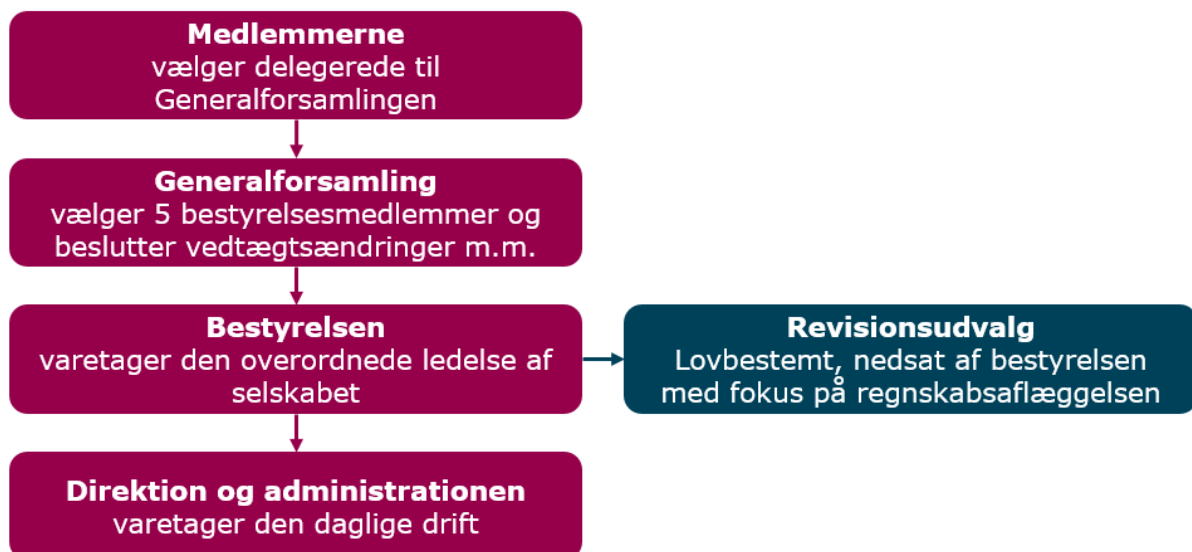 Medlemmerne
vælger delegerede til
Generalforsamlingen
Generalforsamling
vælger 5 bestyrelsesmedlemmer og
beslutter vedtægtsændringer m.m.
Bestyrelsen
varetager den overordnede ledelse af
selskabet
Revisionsudvalg
Lovbestemt, nedsat af bestyrelsen
med fokus på regnskabsaflæggelsen
Direktion og administrationen
varetager den daglige drift